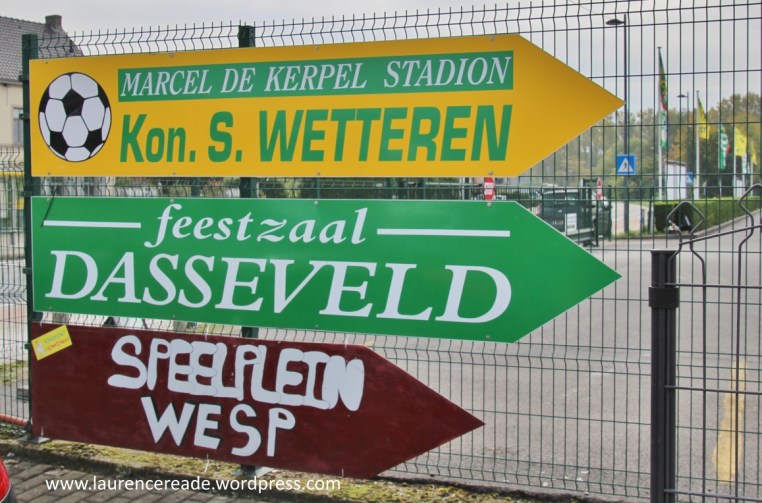 MARCEL DE KERPEL STADION
Kon. S. WETTEREN
feestzaal
DASSEVELD
SPEELPLEIN
WESP
www.laurencereade.wordpress.com